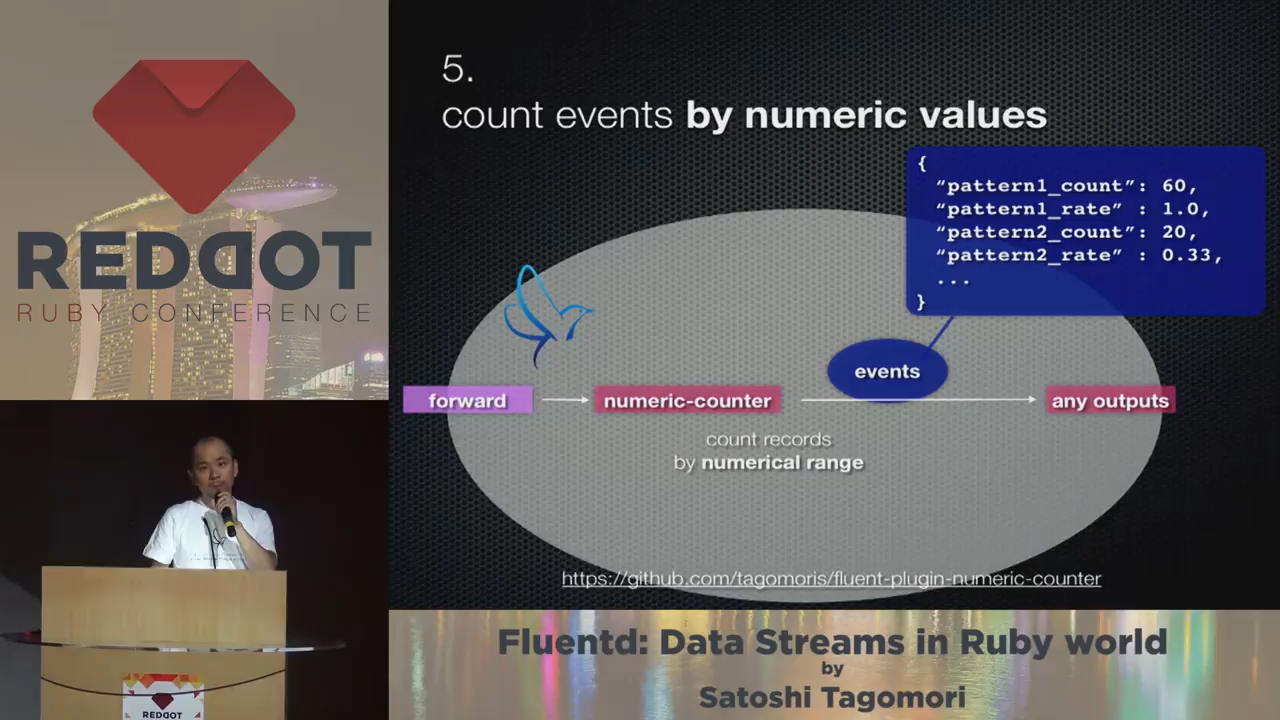 REDDOT
RUBY CONFERENCE
5.
count events by numeric values
{
“pattern1_count”: 60,
“pattern1_rate” : 1.0,
“pattern2_count”: 20,
“pattern2_rate” : 0.33,
...
}
events
forward
numeric-counter
any outputs
count records
by numerical range
https://github.com/tagomoris/fluent-plugin-numeric-counter
REDDOT
Fluentd: Data Streams in Ruby world
by
Satoshi Tagomori